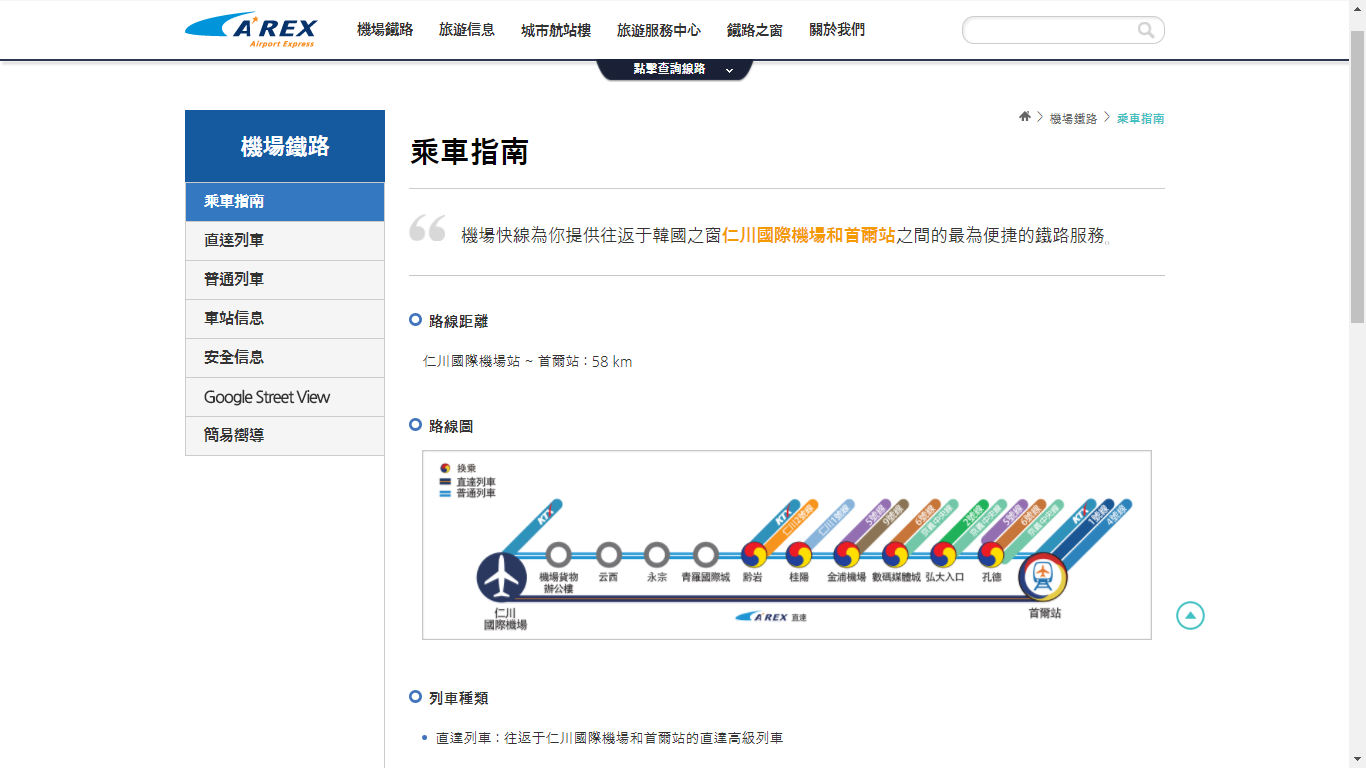 A'REX
Airport Express
機場鐵路 旅遊信息 城市航站樓 旅遊服務中心 鐵路之窗 關於我們
點擊查詢線路
機場鐵路
乘車指南
直達列車
普通列車
車站信息
安全信息
Google Street View
簡易嚮導
機場鐵路 乘車指南
乘車指南
機場快線為你提供往返于韓國之窗仁川國際機場和首爾站之間的最為便捷的鐵路服務。
路線距離
仁川國際機場站 ~ 首爾站：58 km
路線圖
換乘
直達列車
普通列車
KTX KTX 仁川2號線 仁川1號線 5號線 9號線 6號線 京義中央線 2號線 京義中央線 5號線 6號線 京義中央線 KTX 1號線 4號線
機場貨物
辦公樓
云西
永宗
青羅國際城
黔岩
桂陽
金浦機場
數碼媒體城
弘大入口
孔德
仁川
國際機場
首爾站
A'REX 直達
列車種類
直達列車：往返于仁川國際機場和首爾站的直達高級列車